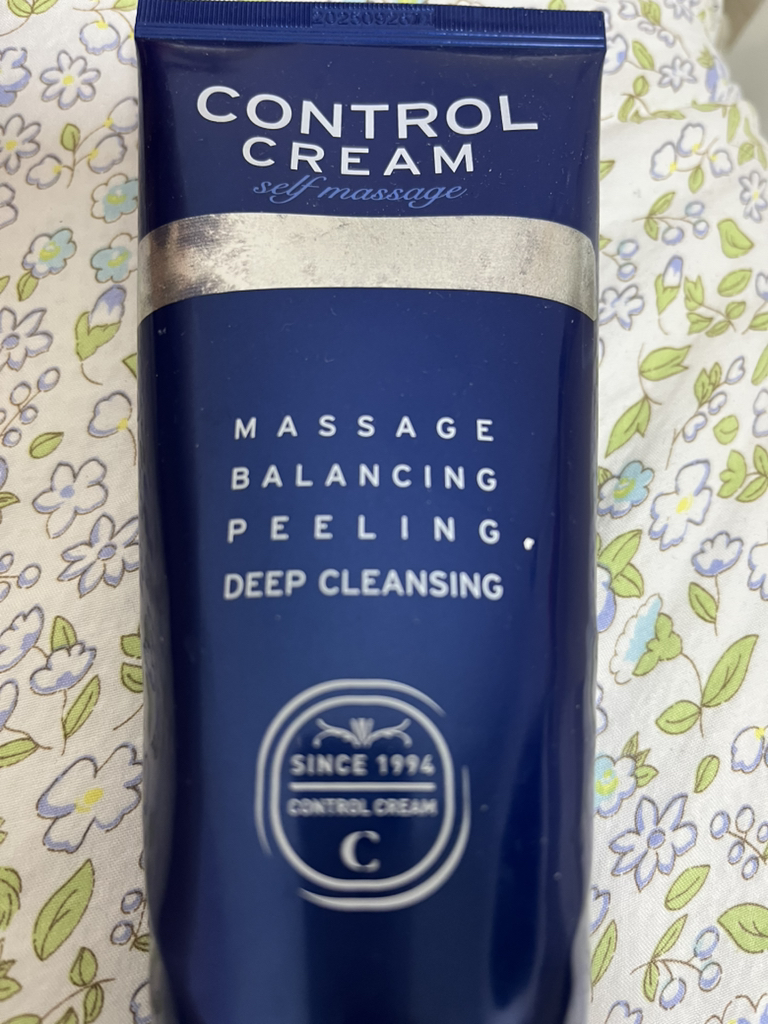 CONTROL
CREAM
self massage
MASSAGE
BALANCING
PEELING
DEEP CLEANSING
SINCE 1994
CONTROL CREAM
C